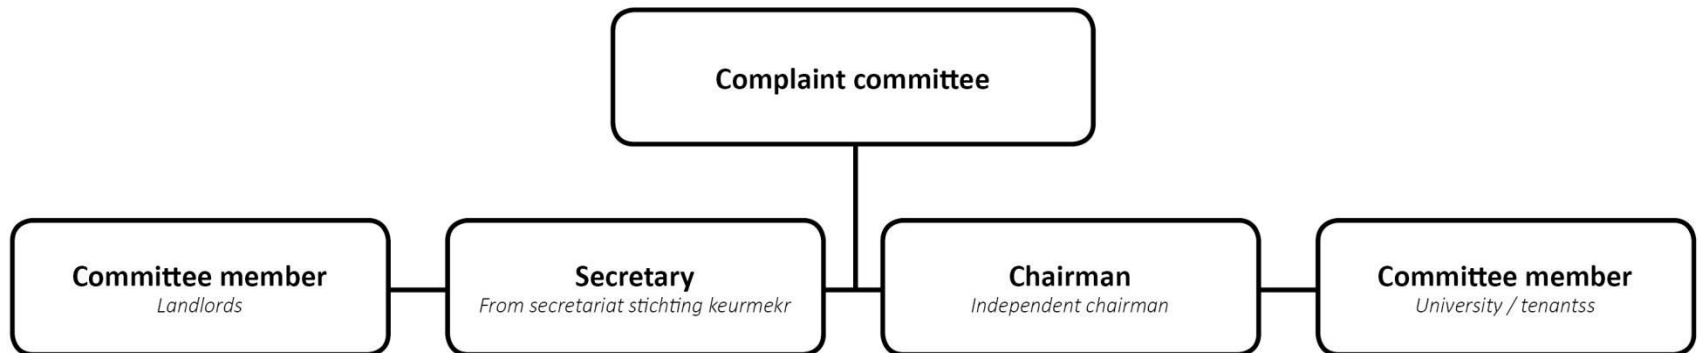 Complaint committee
Committee member
Landlords
Secretary
From secretariat stichting keurmekr
Chairman
Independent chairman
Committee member
University / tenantss